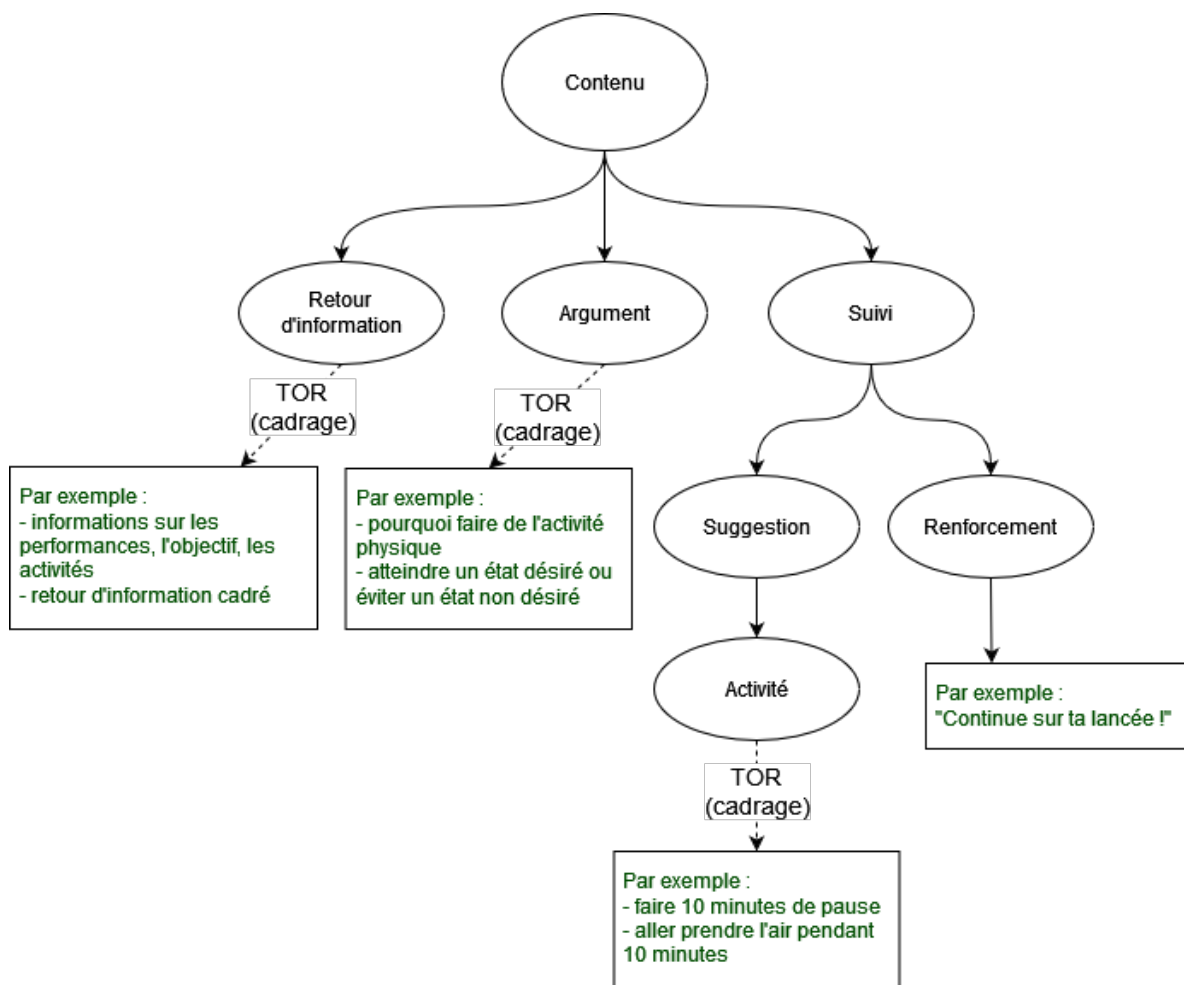 Contenu
Retour
d'information
Argument
Suivi
TOR
(cadrage)
TOR
(cadrage)
Par exemple :
- informations sur les
performances, l'objectif, les
activités
- retour d'information cadré
Par exemple :
- pourquoi faire de l'activité
physique
- atteindre un état désiré ou
éviter un état non désiré
Suggestion
Renforcement
Activité
Par exemple :
"Continue sur ta lancée !"
TOR
(cadrage)
Par exemple :
- faire 10 minutes de pause
- aller prendre l'air pendant
10 minutes